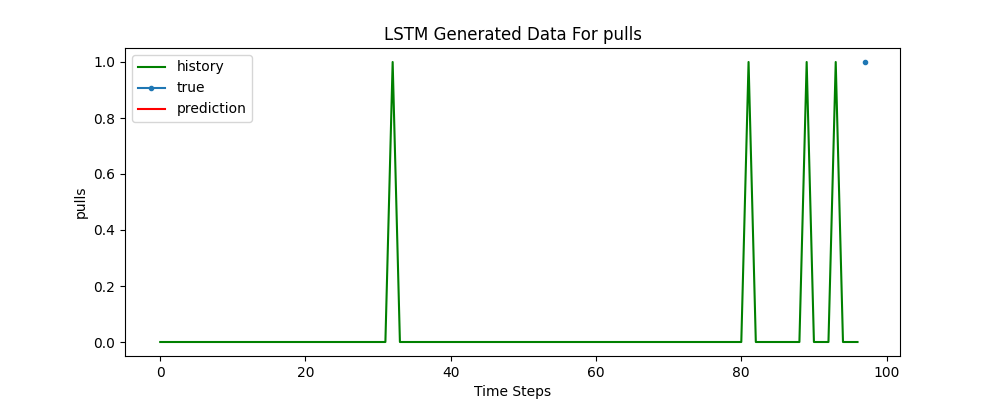 LSTM Generated Data For pulls
history
true
prediction
pulls
1.0
0.8
0.6
0.4
0.2
0.0
0 20 40 60 80 100
Time Steps